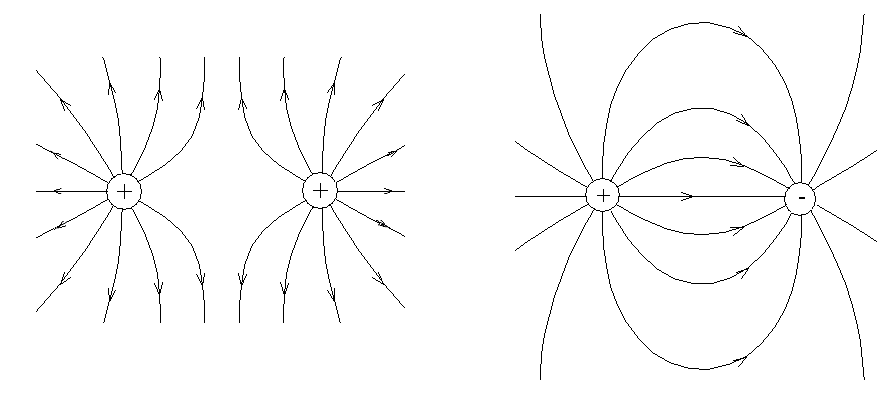 + + + -